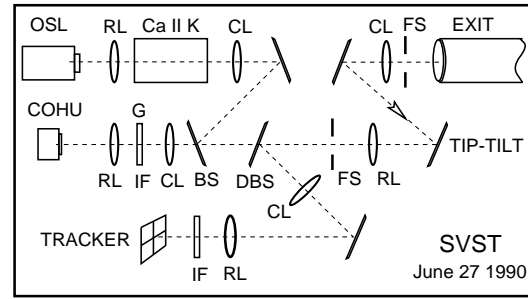 OSL RL Ca II K CL CL FS EXIT
COHU G
RL IF CL BS DBS FS RL TIP-TILT
CL
TRACKER
IF RL
SVST
June 27 1990